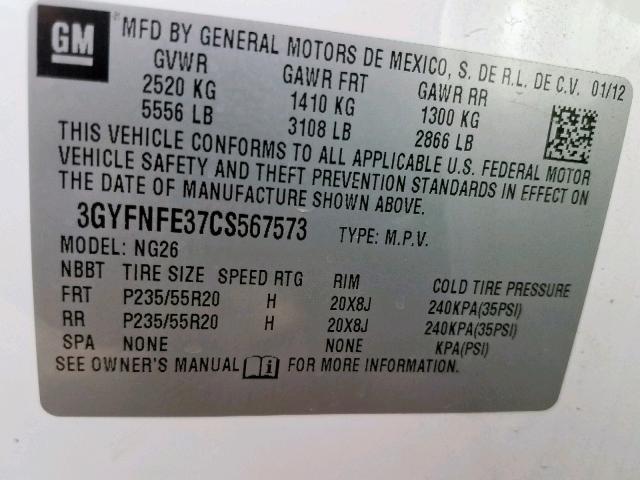 GM
MFD BY GENERAL MOTORS DE MEXICO, S. DE R.L. DE C.V. 01/12
GVWR GAWR FRT GAWR RR
2520 KG 1410 KG 1300 KG
5556 LB 3108 LB 2866 LB
THIS VEHICLE CONFORMS TO ALL APPLICABLE U.S. FEDERAL MOTOR
VEHICLE SAFETY AND THEFT PREVENTION STANDARDS IN EFFECT ON
THE DATE OF MANUFACTURE SHOWN ABOVE.
3GYFNFE37CS567573 TYPE: M.P.V.
MODEL: NG26
NBBT TIRE SIZE SPEED RTG RIM COLD TIRE PRESSURE
FRT P235/55R20 H 20X8J 240KPA(35PSI)
RR P235/55R20 H 20X8J 240KPA(35PSI)
SPA NONE NONE KPA(PSI)
SEE OWNER'S MANUAL FOR MORE INFORMATION.